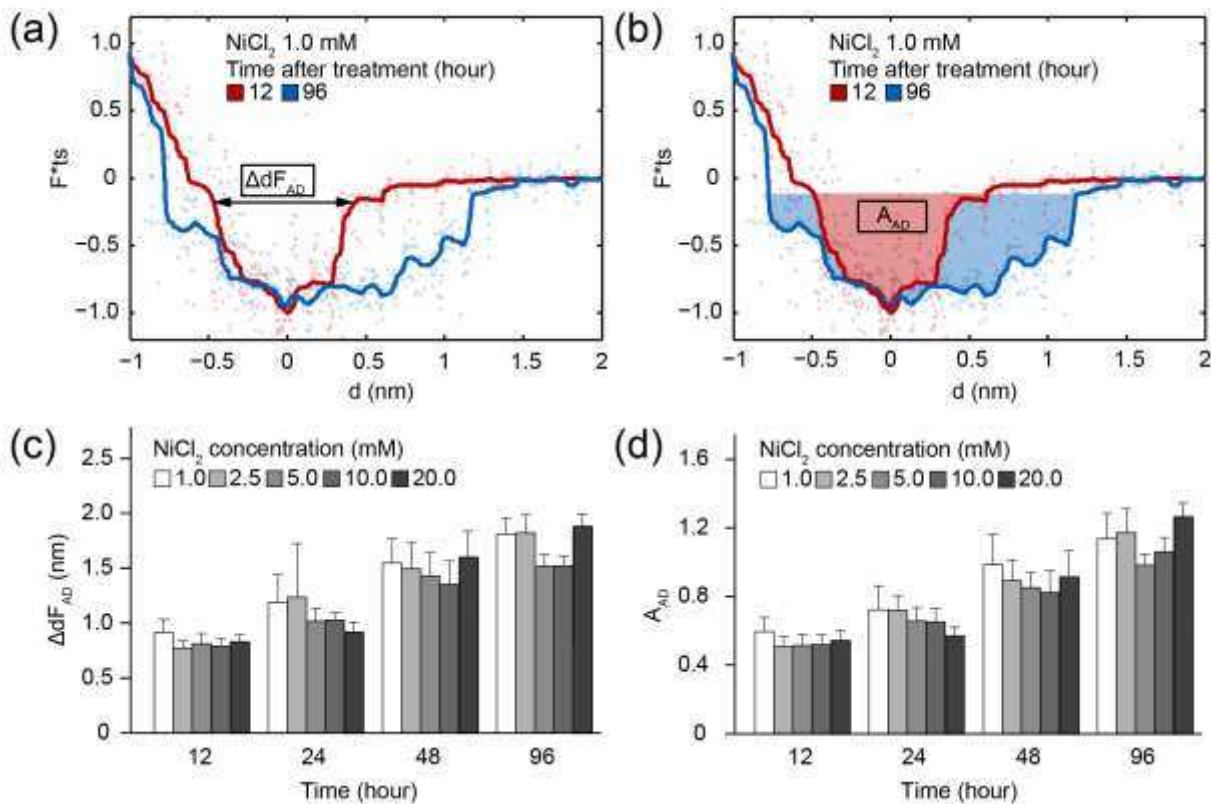 (a)
NiCl₂ 1.0 mM
Time after treatment (hour)
12 96
ΔdF_AD
F*ts
1.0
0.5
0
−0.5
−1.0
−1 −0.5 0 0.5 1 1.5 2
d (nm)
(b)
NiCl₂ 1.0 mM
Time after treatment (hour)
12 96
A_AD
F*ts
1.0
0.5
0
−0.5
−1.0
−1 −0.5 0 0.5 1 1.5 2
d (nm)
(c)
NiCl₂ concentration (mM)
1.0 2.5 5.0 10.0 20.0
ΔdF_AD (nm)
2.5
2.0
1.5
1.0
0.5
0
12 24 48 96
Time (hour)
(d)
NiCl₂ concentration (mM)
1.0 2.5 5.0 10.0 20.0
A_AD
1.6
1.2
0.8
0.4
0
12 24 48 96
Time (hour)